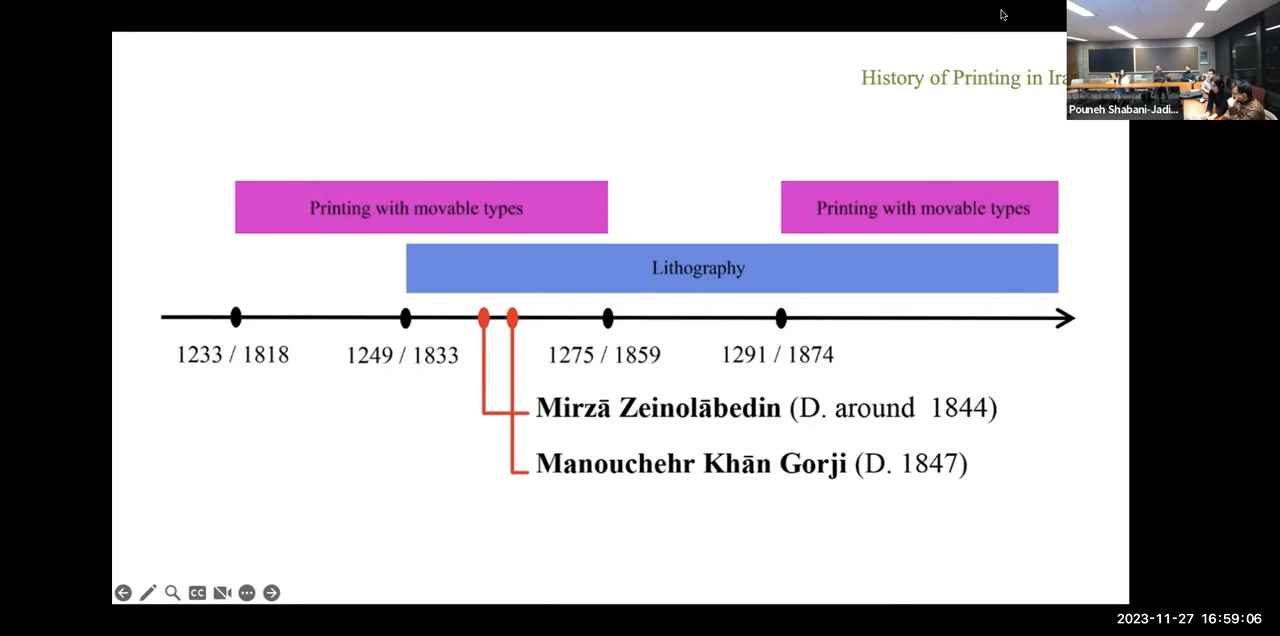 History of Printing in Ira
Pouneh Shabani-Jadi...
Printing with movable types
Printing with movable types
Lithography
1233 / 1818
1249 / 1833
1275 / 1859
1291 / 1874
Mirzā Zeinolābedin (D. around 1844)
Manouchehr Khān Gorji (D. 1847)
CC
2023-11-27 16:59:06